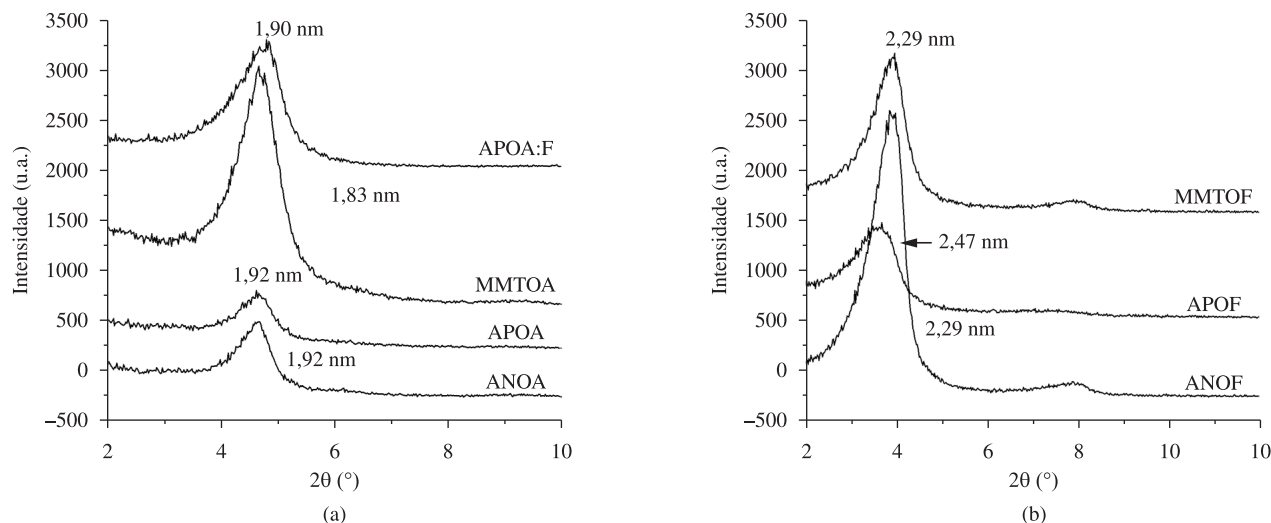 3500
3000
2500
2000
1500
1000
500
0
–500
Intensidade (u.a.)
1,90 nm
APOA:F
1,83 nm
MMTOA
1,92 nm
APOA
1,92 nm
ANOA
2 4 6 8 10
2θ (°)
(a)
3500
3000
2500
2000
1500
1000
500
0
–500
Intensidade (u.a.)
2,29 nm
MMTOF
2,47 nm
APOF
2,29 nm
ANOF
2 4 6 8 10 10
2θ (°)
(b)